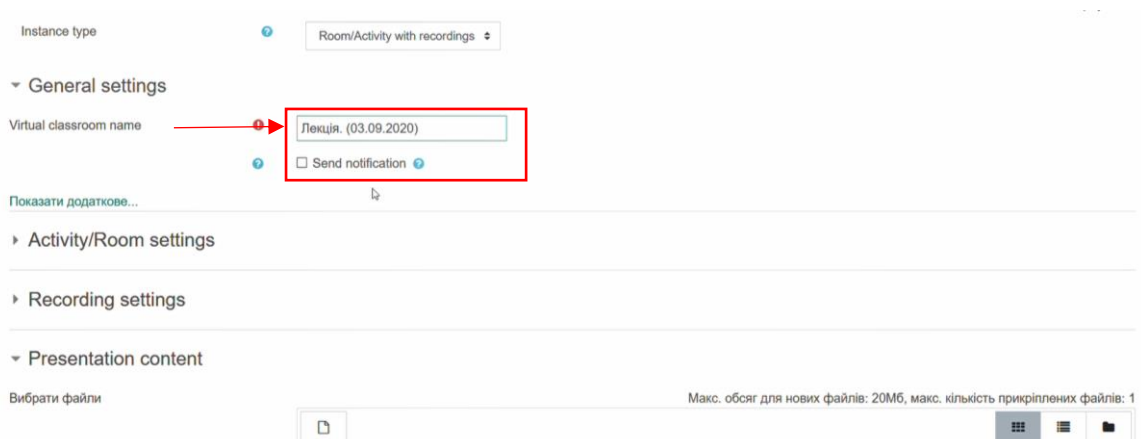 Instance type
Room/Activity with recordings
General settings
Virtual classroom name
Лекція. (03.09.2020)
Send notification
Показати додаткове...
Activity/Room settings
Recording settings
Presentation content
Вибрати файли
Макс. обсяг для нових файлів: 20Мб, макс. кількість прикріплених файлів: 1